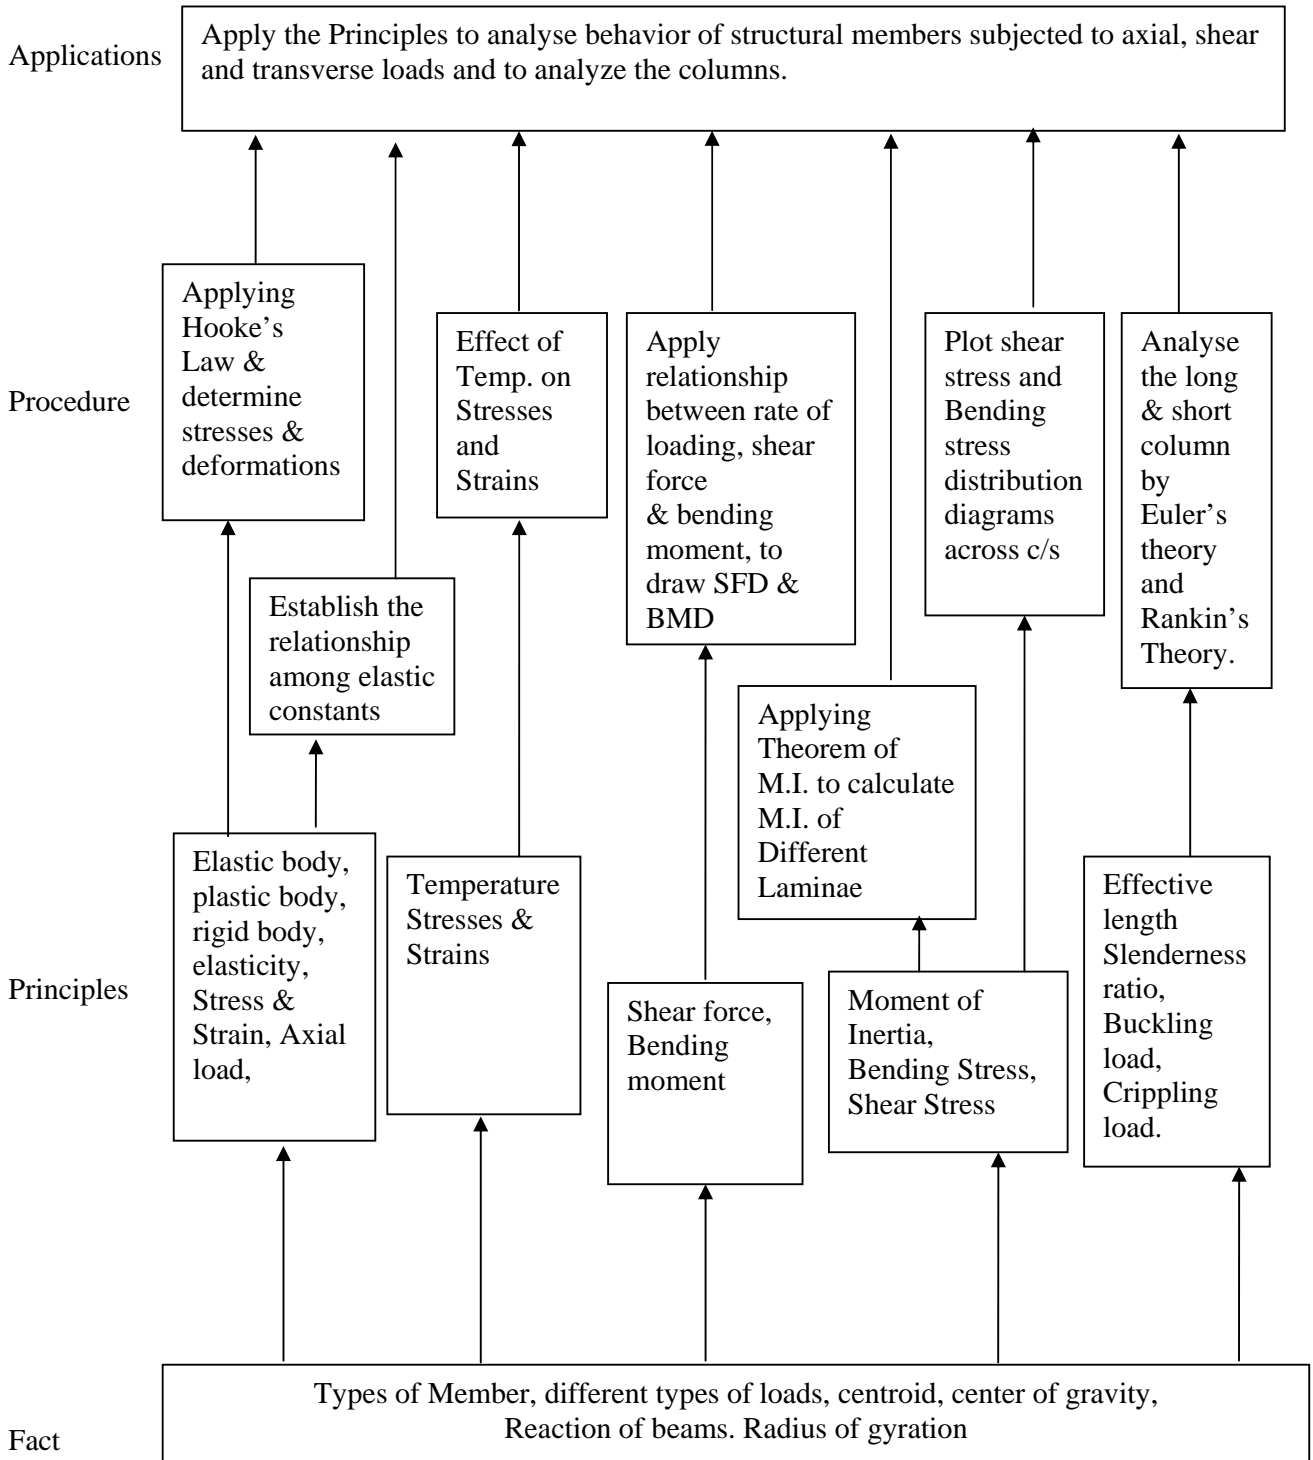 Applications
Apply the Principles to analyse behavior of structural members subjected to axial, shear
and transverse loads and to analyze the columns.
Procedure
Applying
Hooke’s
Law &
determine
stresses &
deformations
Establish the
relationship
among elastic
constants
Effect of
Temp. on
Stresses
and
Strains
Apply
relationship
between rate of
loading, shear
force
& bending
moment, to
draw SFD &
BMD
Applying
Theorem of
M.I. to calculate
M.I. of
Different
Laminae
Plot shear
stress and
Bending
stress
distribution
diagrams
across c/s
Analyse
the long
& short
column
by
Euler’s
theory
and
Rankin’s
Theory.
Principles
Elastic body,
plastic body,
rigid body,
elasticity,
Stress &
Strain, Axial
load,
Temperature
Stresses &
Strains
Shear force,
Bending
moment
Moment of
Inertia,
Bending Stress,
Shear Stress
Effective
length
Slenderness
ratio,
Buckling
load,
Crippling
load.
Fact
Types of Member, different types of loads, centroid, center of gravity,
Reaction of beams. Radius of gyration